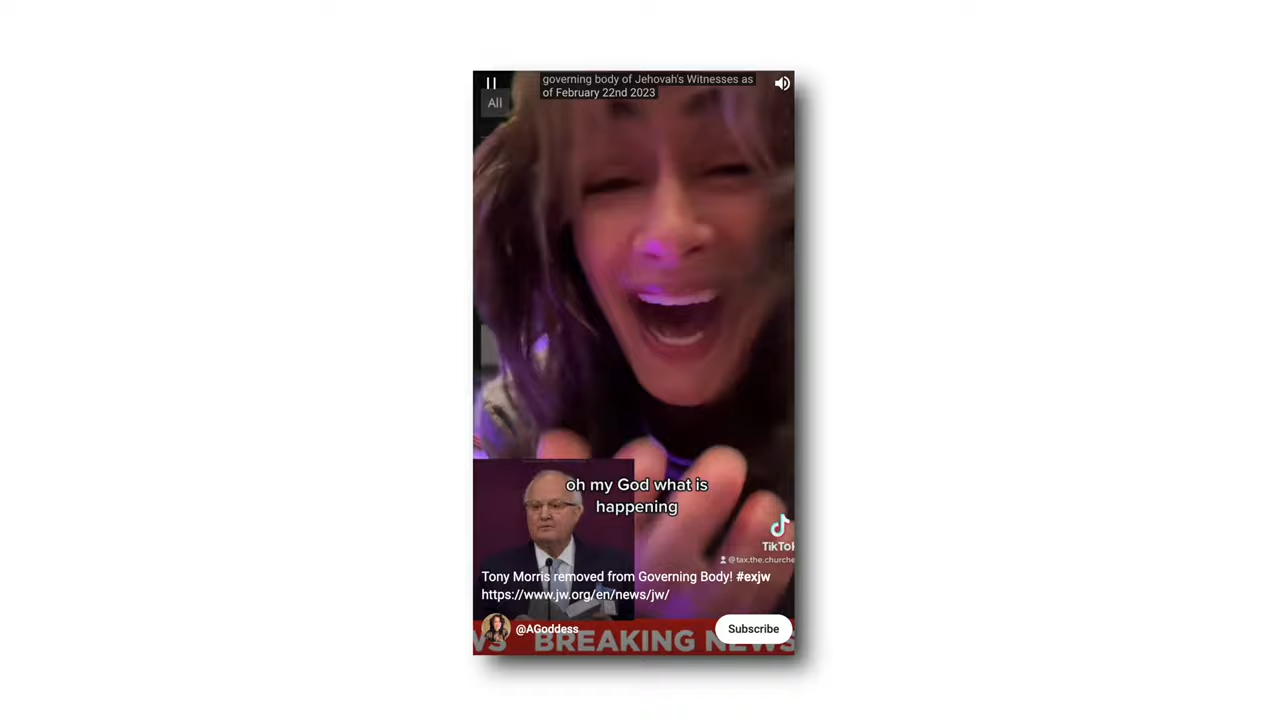 governing body of Jehovah's Witnesses as
of February 22nd 2023
All
oh my God what is
happening
TikTok
@tax.the.churche
Tony Morris removed from Governing Body! #exjw
https://www.jw.org/en/news/jw/
@AGoddess
Subscribe
WS BREAKING NEWS